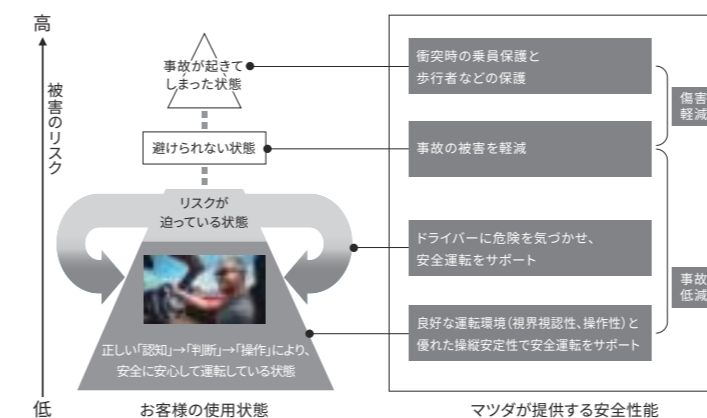 高
被害のリスク
低
事故が起きて
しまった状態
避けられない状態
リスクが
迫っている状態
正しい「認知」→「判断」→「操作」により、
安全に安心して運転している状態
お客様の使用状態
衝突時の乗員保護と
歩行者などの保護
事故の被害を軽減
ドライバーに危険を気づかせ、
安全運転をサポート
良好な運転環境（視界視認性、操作性）と
優れた操縦安定性で安全運転をサポート
傷害
軽減
事故
低減
マツダが提供する安全性能